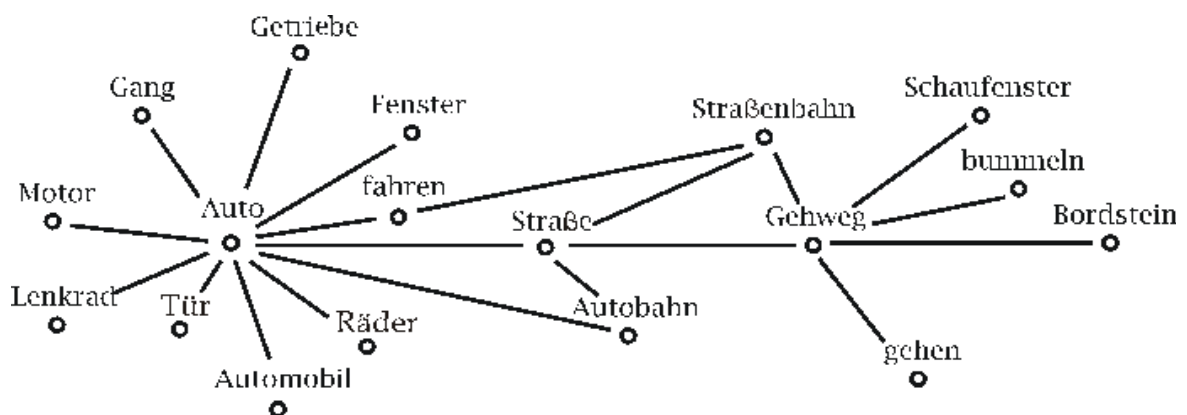 Getriebe
Gang
Fenster
Straßenbahn
Schaufenster
bummeln
Motor
Auto
fahren
Straße
Gehweg
Bordstein
Lenkrad
Tür
Räder
Autobahn
gehen
Automobil